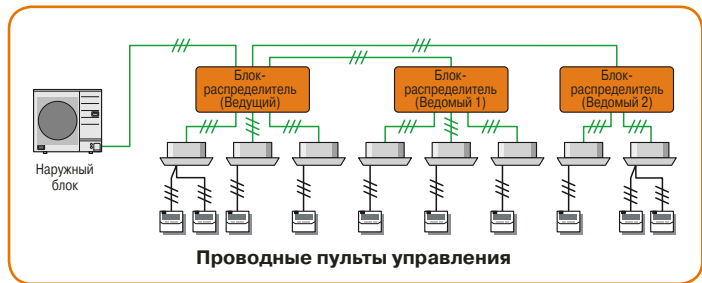 Блок-
распределитель
(Ведущий)
Блок-
распределитель
(Ведомый 1)
Блок-
распределитель
(Ведомый 2)
Наружный
блок
Проводные пульты управления